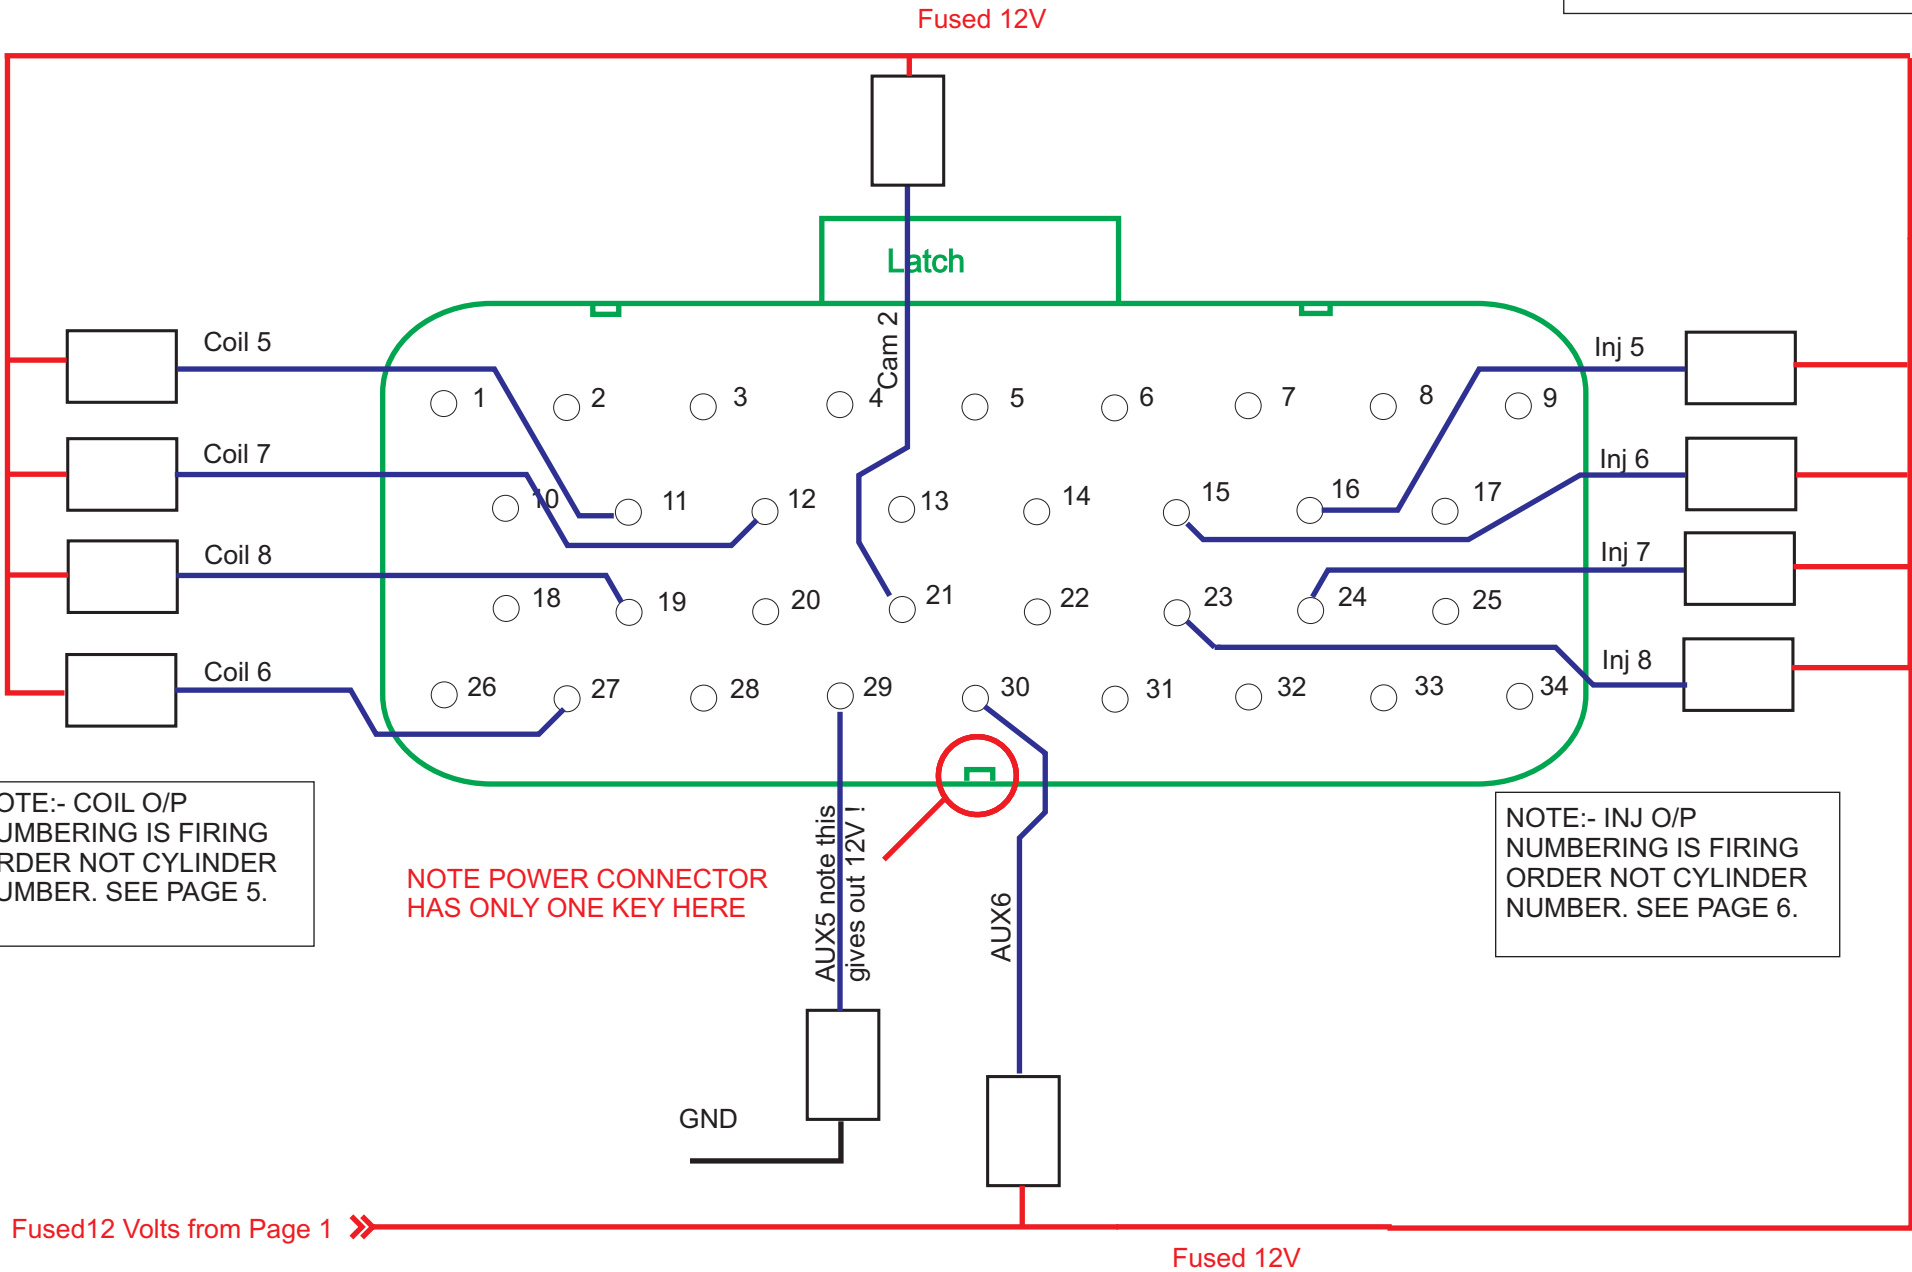 Fused 12V
Latch
Cam 2
Coil 5
Inj 5
1 2 3 4 5 6 7 8 9
Coil 7
Inj 6
10 11 12 13 14 15 16 17
Coil 8
Inj 7
18 19 20 21 22 23 24 25
Coil 6
Inj 8
26 27 28 29 30 31 32 33 34
OTE:- COIL O/P
UMBERING IS FIRING
RDER NOT CYLINDER
UMBER. SEE PAGE 5.
NOTE POWER CONNECTOR
HAS ONLY ONE KEY HERE
AUX5 note this
gives out 12V !
AUX6
NOTE:- INJ O/P
NUMBERING IS FIRING
ORDER NOT CYLINDER
NUMBER. SEE PAGE 6.
GND
Fused12 Volts from Page 1
Fused 12V